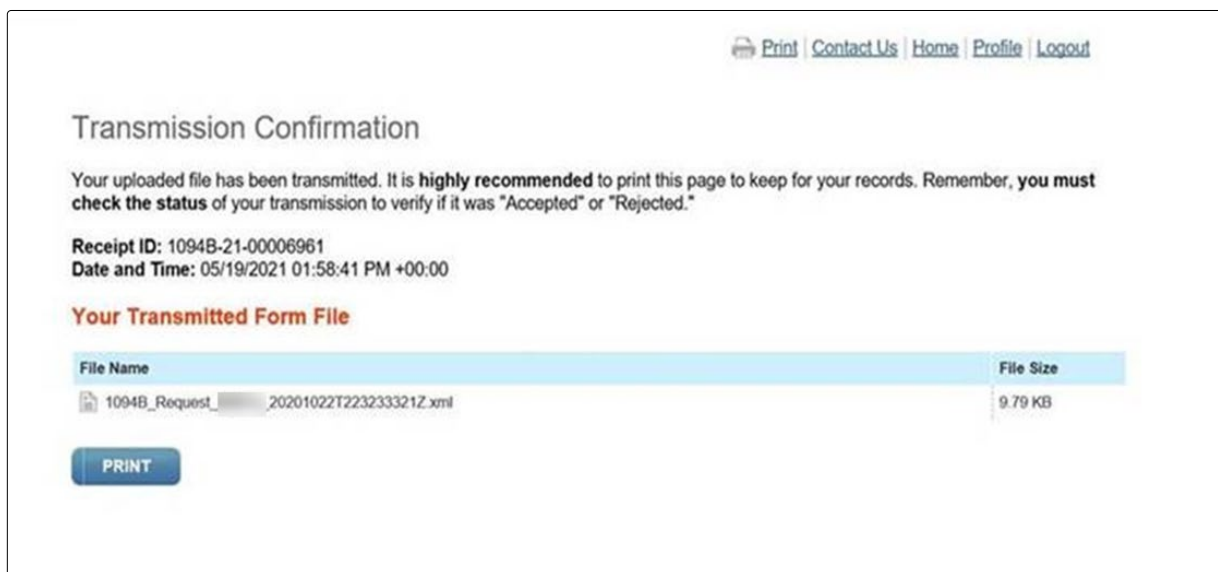 Print | Contact Us | Home | Profile | Logout
Transmission Confirmation
Your uploaded file has been transmitted. It is highly recommended to print this page to keep for your records. Remember, you must
check the status of your transmission to verify if it was "Accepted" or "Rejected."
Receipt ID: 1094B-21-00006961
Date and Time: 05/19/2021 01:58:41 PM +00:00
Your Transmitted Form File
File Name File Size
1094B_Request_ _20201022T223233321Z.xml 9.79 KB
PRINT